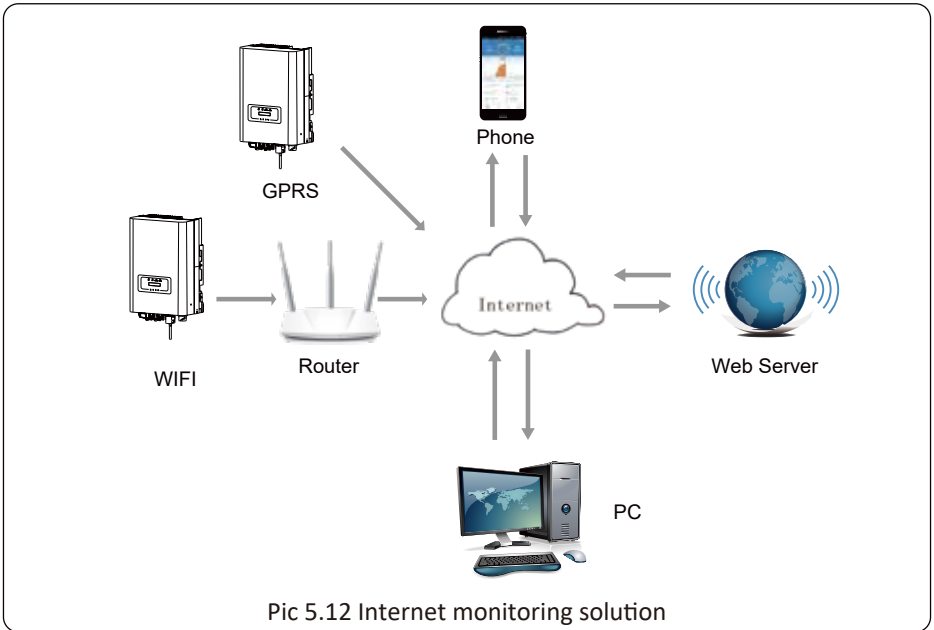 Phone
GPRS
Internet
WIFI
Router
Web Server
PC
Pic 5.12 Internet monitoring solution